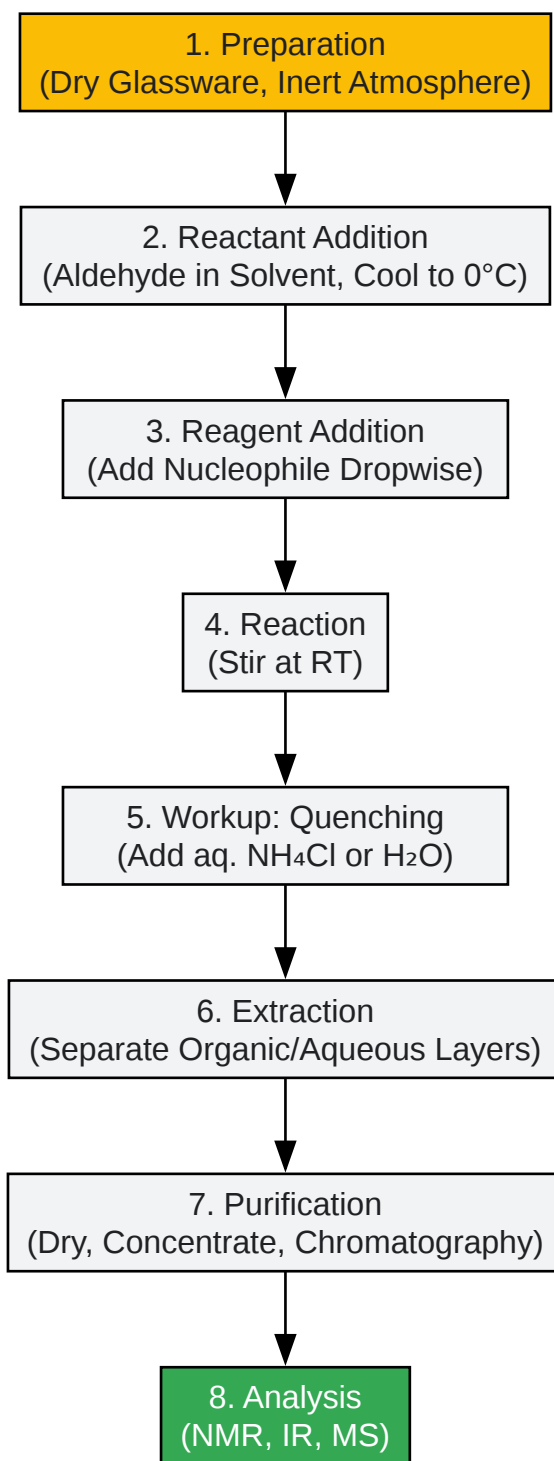 1. Preparation
(Dry Glassware, Inert Atmosphere)
2. Reactant Addition
(Aldehyde in Solvent, Cool to 0°C)
3. Reagent Addition
(Add Nucleophile Dropwise)
4. Reaction
(Stir at RT)
5. Workup: Quenching
(Add aq. NH₄Cl or H₂O)
6. Extraction
(Separate Organic/Aqueous Layers)
7. Purification
(Dry, Concentrate, Chromatography)
8. Analysis
(NMR, IR, MS)